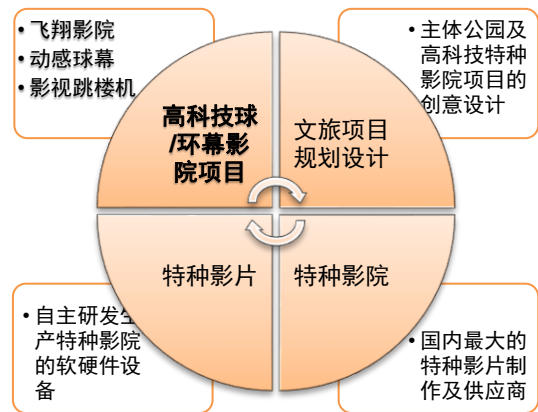 • 飞翔影院
• 动感球幕
• 影视跳楼机
• 主体公园及
高科技特种
影院项目的
创意设计
高科技球
/环幕影
院项目
文旅项目
规划设计
特种影片
特种影院
• 自主研发生
产特种影院
的软硬件设
备
• 国内最大的
特种影片制
作及供应商